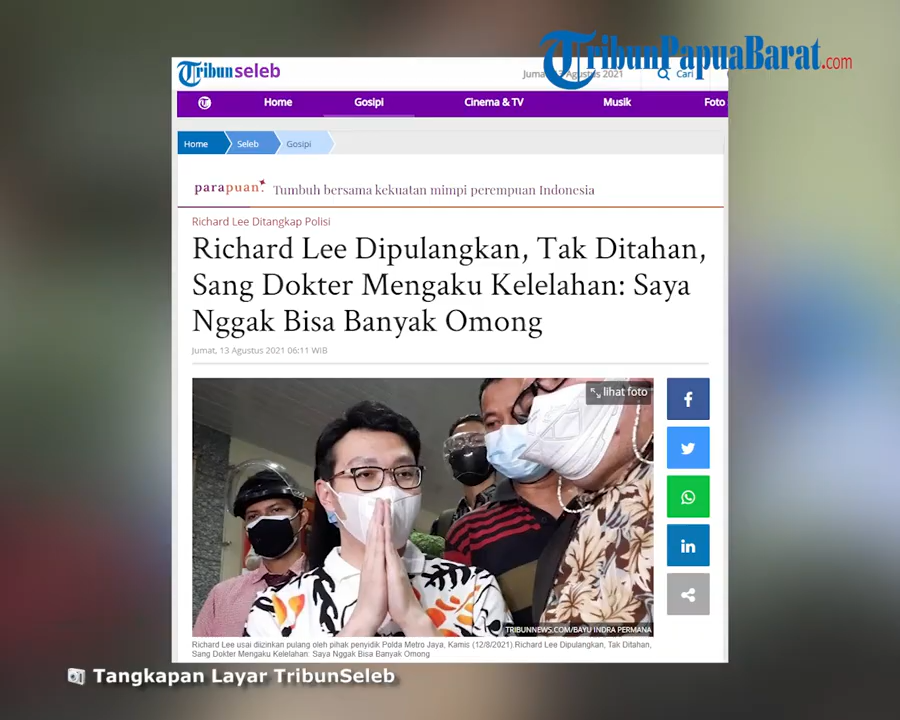 TribunPapuaBarat.com
Tribunseleb
Jumat, 13 Agustus 2021
Cari
Home Gosipi Cinema & TV Musik Foto
Home Seleb Gosipi
parapuan. Tumbuh bersama kekuatan mimpi perempuan Indonesia
Richard Lee Ditangkap Polisi
Richard Lee Dipulangkan, Tak Ditahan,
Sang Dokter Mengaku Kelelahan: Saya
Nggak Bisa Banyak Omong
Jumat, 13 Agustus 2021 06:11 WIB
lihat foto
TRIBUNNEWS.COM/BAYU INDRA PERMANA
Richard Lee usai diizinkan pulang oleh pihak penyidik Polda Metro Jaya, Kamis (12/8/2021).Richard Lee Dipulangkan, Tak Ditahan,
Sang Dokter Mengaku Kelelahan: Saya Nggak Bisa Banyak Omong
Tangkapan Layar TribunSeleb